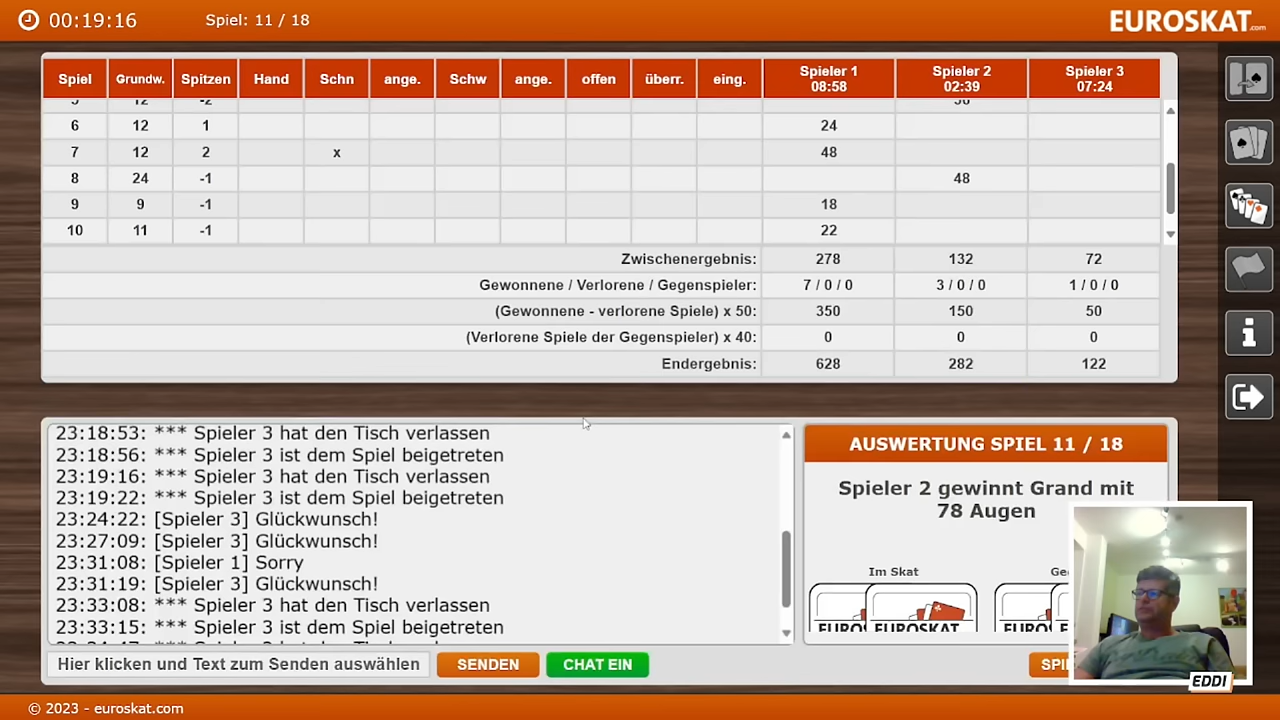 00:19:16 Spiel: 11 / 18 EUROSKAT.com
Spiel Grundw. Spitzen Hand Schn ange. Schw ange. offen überr. eing. Spieler 1 08:58 Spieler 2 02:39 Spieler 3 07:24
5 12 -2
6 12 1 24
7 12 2 x 48
8 24 -1 48
9 9 -1 18
10 11 -1 22
Zwischenergebnis: 278 132 72
Gewonnene / Verlorene / Gegenspieler: 7 / 0 / 0 3 / 0 / 0 1 / 0 / 0
(Gewonnene - verlorene Spiele) x 50: 350 150 50
(Verlorene Spiele der Gegenspieler) x 40: 0 0 0
Endergebnis: 628 282 122
23:18:53: *** Spieler 3 hat den Tisch verlassen
23:18:56: *** Spieler 3 ist dem Spiel beigetreten
23:19:16: *** Spieler 3 hat den Tisch verlassen
23:19:22: *** Spieler 3 ist dem Spiel beigetreten
23:24:22: [Spieler 3] Glückwunsch!
23:27:09: [Spieler 3] Glückwunsch!
23:31:08: [Spieler 1] Sorry
23:31:19: [Spieler 3] Glückwunsch!
23:33:08: *** Spieler 3 hat den Tisch verlassen
23:33:15: *** Spieler 3 ist dem Spiel beigetreten
Hier klicken und Text zum Senden auswählen SENDEN CHAT EIN
AUSWERTUNG SPIEL 11 / 18
Spieler 2 gewinnt Grand mit
78 Augen
Im Skat
EUROSKAT
EDDI
© 2023 - euroskat.com